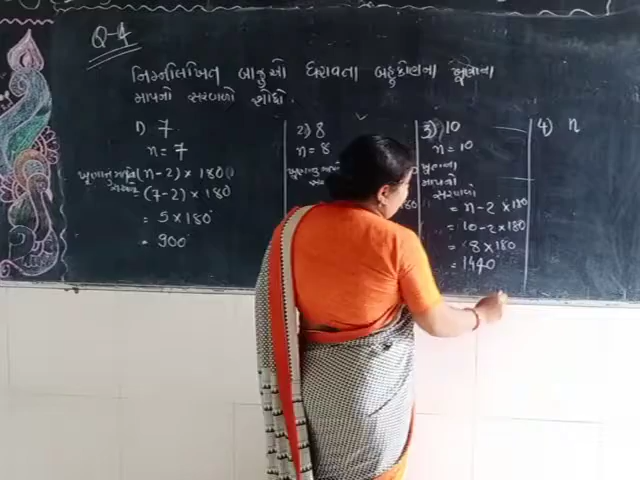 Q-4
નિમ્નલિખિત બાજુઓ ધરાવતા બહુકોણના ખૂણાના
માપનો સરવાળો શોધો.
1) 7
n = 7
(n-2) × 180
= (7-2) × 180°
= 5 × 180°
= 900°
2) 8
n = 8
180
3) 10
n = 10
ખૂણાના
માપનો
સરવાળો
= n-2 × 180
= 10-2 × 180°
= 8 × 180
= 1440°
4) n